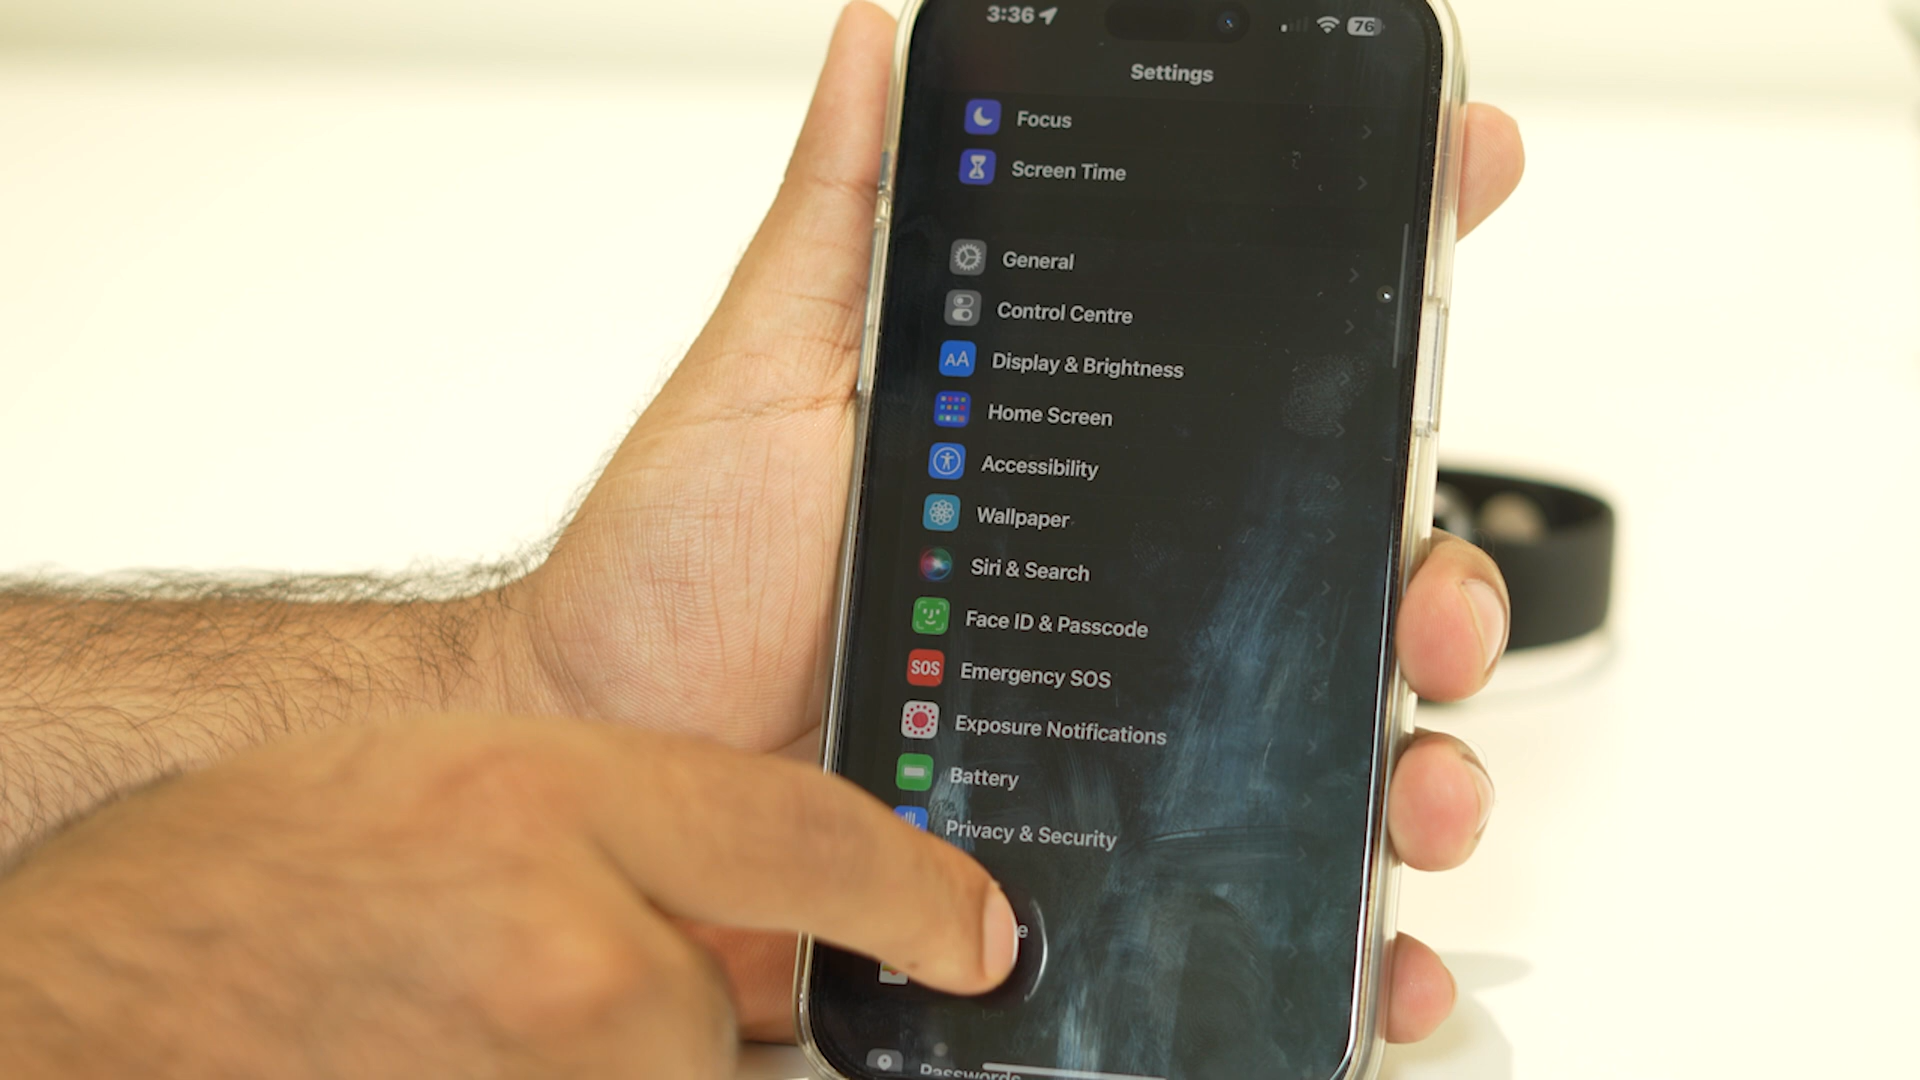 3:36
76
Settings
Focus
Screen Time
General
Control Centre
AA Display & Brightness
Home Screen
Accessibility
Wallpaper
Siri & Search
Face ID & Passcode
SOS Emergency SOS
Exposure Notifications
Battery
Privacy & Security
e
Passwords